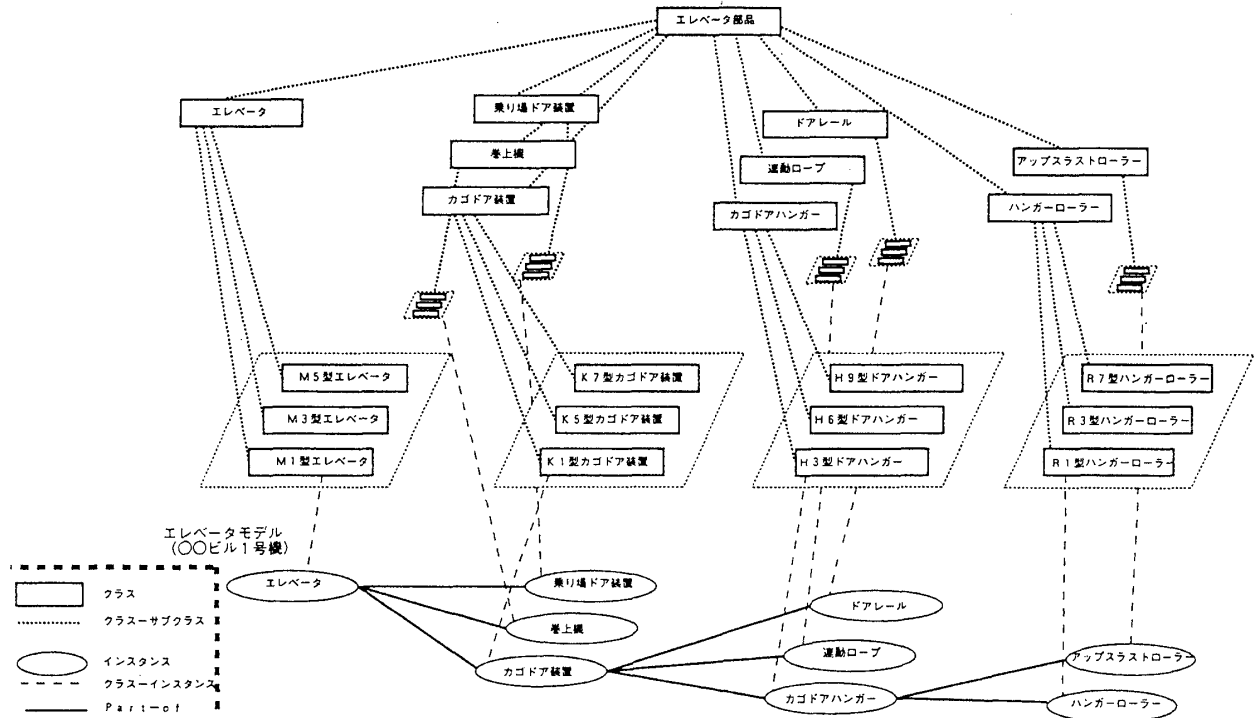 エレベータ部品
エレベータ
乗り場ドア装置
巻上機
カゴドア装置
ドアレール
連動ロープ
カゴドアハンガー
アップスラストローラー
ハンガーローラー
M5型エレベータ
M3型エレベータ
M1型エレベータ
K7型カゴドア装置
K5型カゴドア装置
K1型カゴドア装置
H9型ドアハンガー
H6型ドアハンガー
H3型ドアハンガー
R7型ハンガーローラー
R3型ハンガーローラー
R1型ハンガーローラー
エレベータモデル
(〇〇ビル1号機)
クラス
クラスーサブクラス
インスタンス
クラスーインスタンス
Part-of
エレベータ
乗り場ドア装置
巻上機
カゴドア装置
ドアレール
連動ロープ
カゴドアハンガー
アップスラストローラー
ハンガーローラー